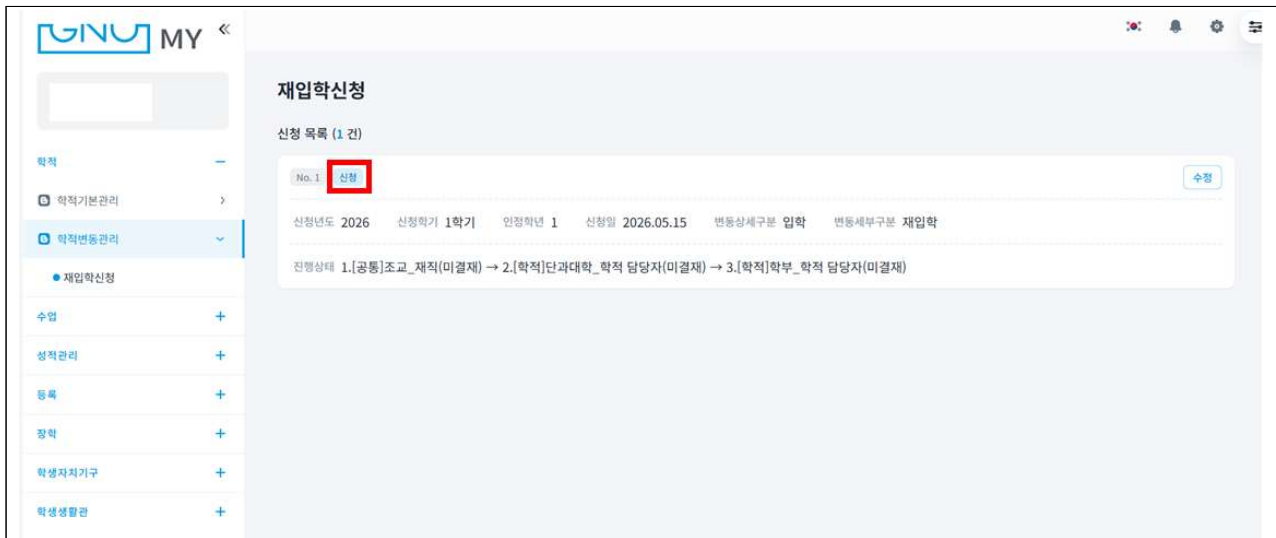 GNU MY
재입학신청
신청 목록 (1 건)
학적
No. 1 신청 수정
학적기본관리
신청년도 2026 신청학기 1학기 인정학년 1 신청일 2026.05.15 변동상세구분 입학 변동세부구분 재입학
학적변동관리
진행상태 1.[공통]조교_재직(미결재) → 2.[학적]단과대학_학적 담당자(미결재) → 3.[학적]학부_학적 담당자(미결재)
재입학신청
수업
성적관리
등록
장학
학생자치기구
학생생활관